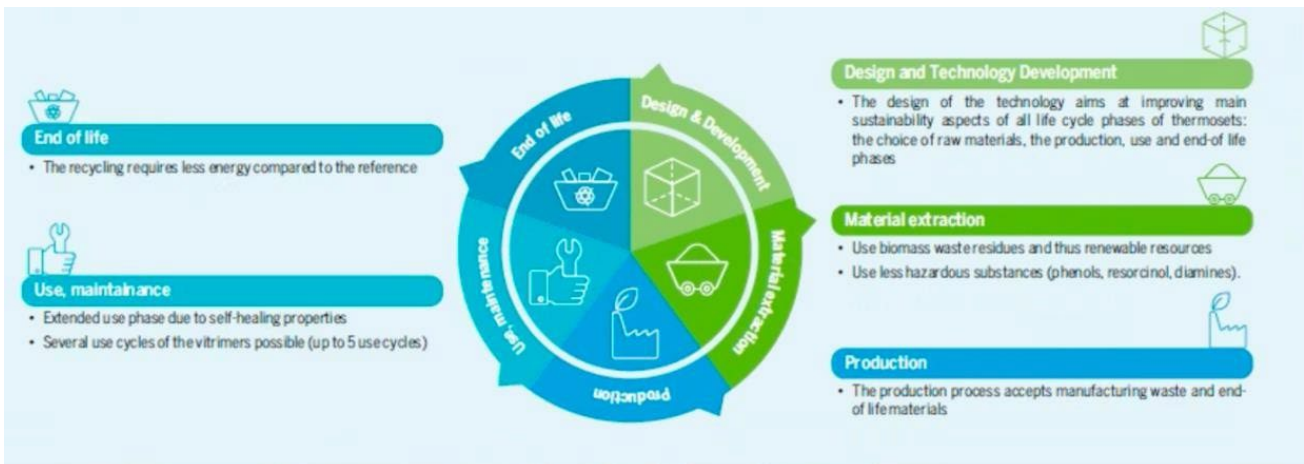 End of life
• The recycling requires less energy compared to the reference
Use, maintainance
• Extended use phase due to self-healing properties
• Several use cycles of the vitrimers possible (up to 5 use cycles)
End of life
Design & Development
Material extraction
Production
Use, maintenance
Design and Technology Development
• The design of the technology aims at improving main
sustainability aspects of all life cycle phases of thermosets:
the choice of raw materials, the production, use and end-of life
phases
Material extraction
• Use biomass waste residues and thus renewable resources
• Use less hazardous substances (phenols, resorcinol, diamines).
Production
• The production process accepts manufacturing waste and end-
of life materials